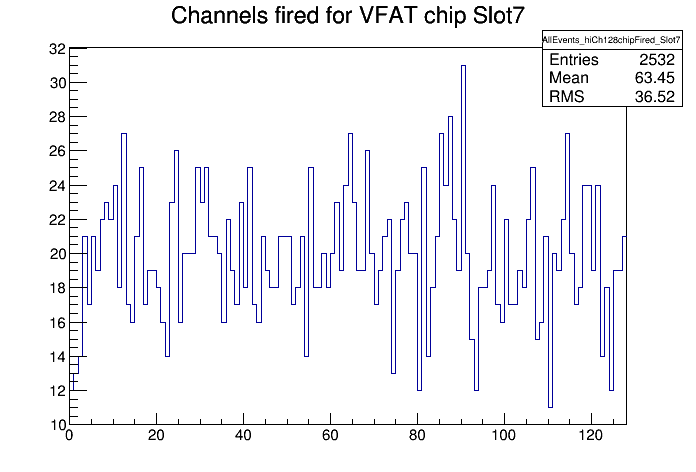 Channels fired for VFAT chip Slot7
AllEvents_hiCh128chipFired_Slot7
Entries 2532
Mean 63.45
RMS 36.52
32
30
28
26
24
22
20
18
16
14
12
10
0 20 40 60 80 100 120